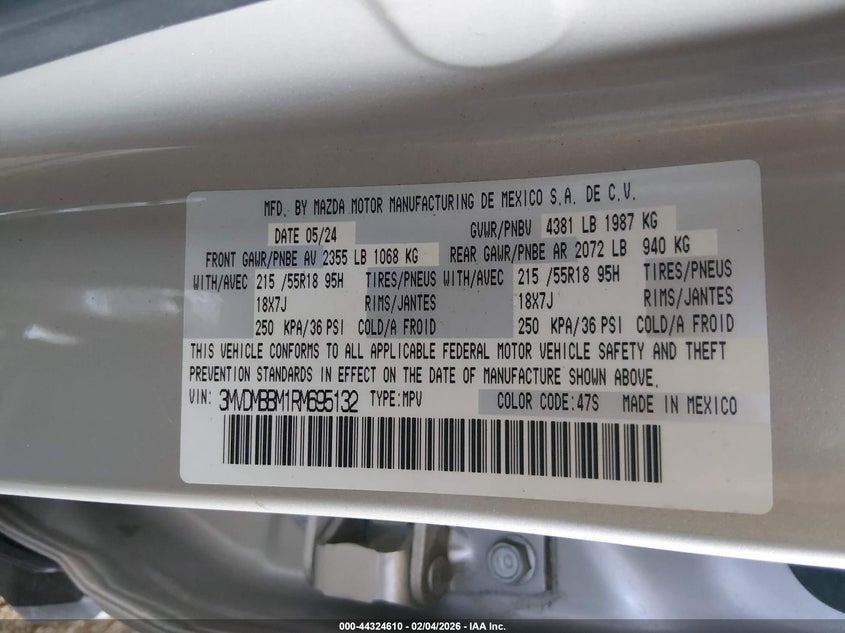 MFD. BY MAZDA MOTOR MANUFACTURING DE MEXICO S.A. DE C.V.
DATE 05/24 GVWR/PNBV 4381 LB 1987 KG
FRONT GAWR/PNBE AV 2355 LB 1068 KG REAR GAWR/PNBE AR 2072 LB 940 KG
WITH/AVEC 215 /55R18 95H TIRES/PNEUS WITH/AVEC 215 /55R18 95H TIRES/PNEUS
18X7J RIMS/JANTES 18X7J RIMS/JANTES
250 KPA/36 PSI COLD/A FROID 250 KPA/36 PSI COLD/A FROID
THIS VEHICLE CONFORMS TO ALL APPLICABLE FEDERAL MOTOR VEHICLE SAFETY AND THEFT
PREVENTION STANDARDS IN EFFECT ON THE DATE OF MANUFACTURE SHOWN ABOVE.
VIN: 3MVDMBBM1RM695132 TYPE:MPV COLOR CODE:47S MADE IN MEXICO
000-44324610 - 02/04/2026 - IAA Inc.